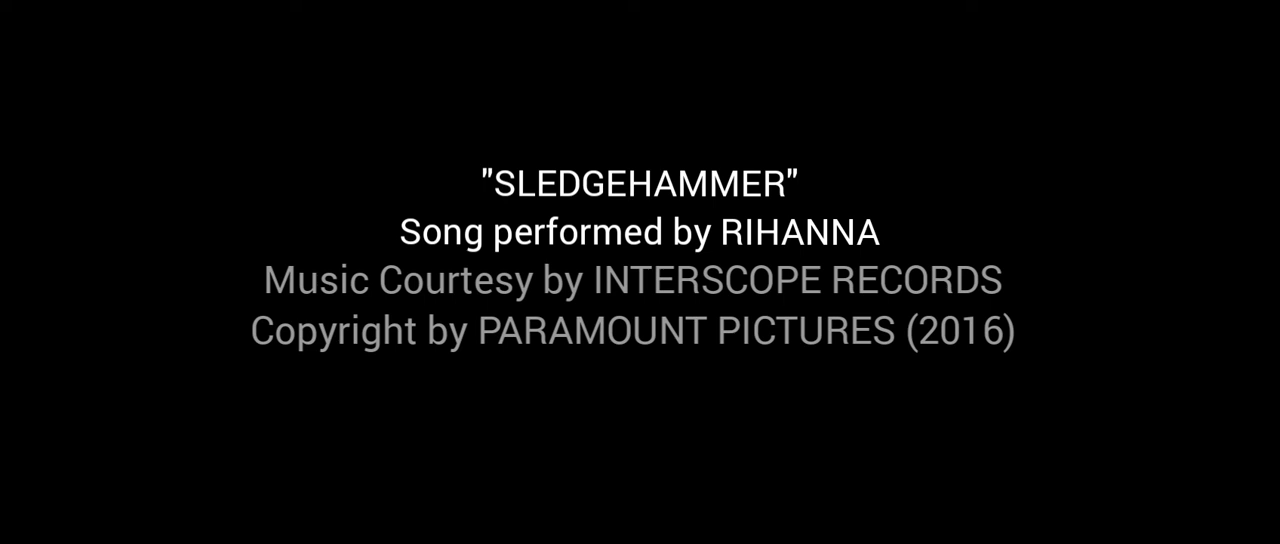 "SLEDGEHAMMER"
Song performed by RIHANNA
Music Courtesy by INTERSCOPE RECORDS
Copyright by PARAMOUNT PICTURES (2016)